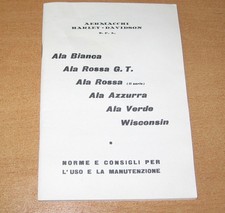 AERMACCHI
HARLEY-DAVIDSON
Ala Bianca
Ala Rossa G. T.
Ala Rossa
Ala Azzurra
Ala Verde
Wisconsin
NORME E CONSIGLI PER
L'USO E LA MANUTENZIONE